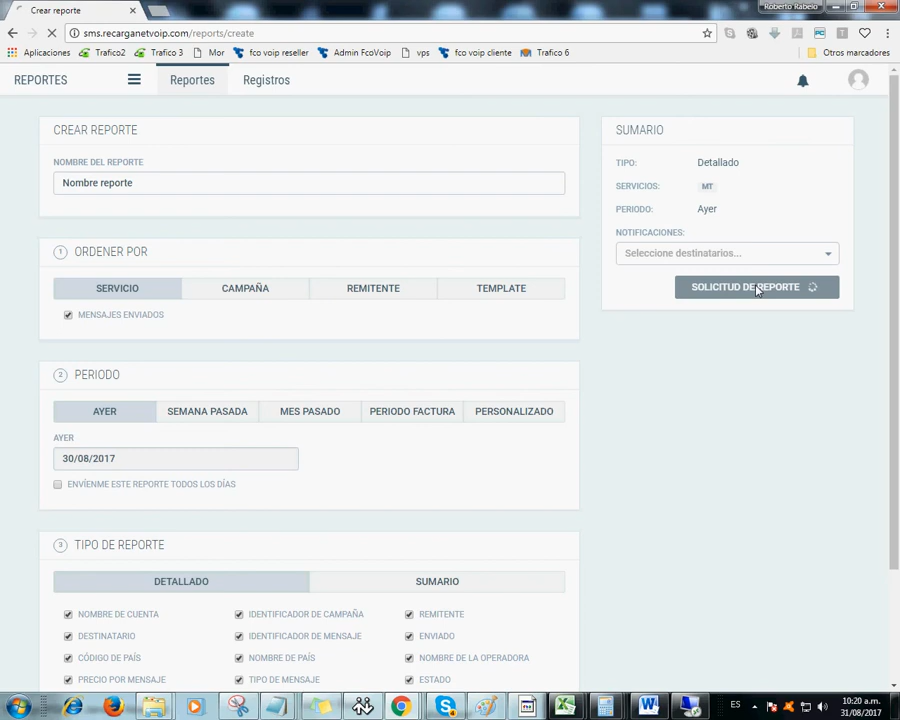 Crear reporte
Roberto Rabelo
sms.recarganetvoip.com/reports/create
Aplicaciones Trafico2 Trafico 3 Mor fco voip reseller Admin FcoVoip vps fco voip cliente Trafico 6 Otros marcadores
REPORTES Reportes Registros
CREAR REPORTE
NOMBRE DEL REPORTE
Nombre reporte
1 ORDENER POR
SERVICIO CAMPAÑA REMITENTE TEMPLATE
MENSAJES ENVIADOS
2 PERIODO
AYER SEMANA PASADA MES PASADO PERIODO FACTURA PERSONALIZADO
AYER
30/08/2017
ENVÍENME ESTE REPORTE TODOS LOS DÍAS
3 TIPO DE REPORTE
DETALLADO SUMARIO
NOMBRE DE CUENTA IDENTIFICADOR DE CAMPAÑA REMITENTE
DESTINATARIO IDENTIFICADOR DE MENSAJE ENVIADO
CÓDIGO DE PAÍS NOMBRE DE PAÍS NOMBRE DE LA OPERADORA
PRECIO POR MENSAJE TIPO DE MENSAJE ESTADO
SUMARIO
TIPO: Detallado
SERVICIOS: MT
PERIODO: Ayer
NOTIFICACIONES:
Seleccione destinatarios...
SOLICITUD DE REPORTE
ES
10:20 a.m.
31/08/2017